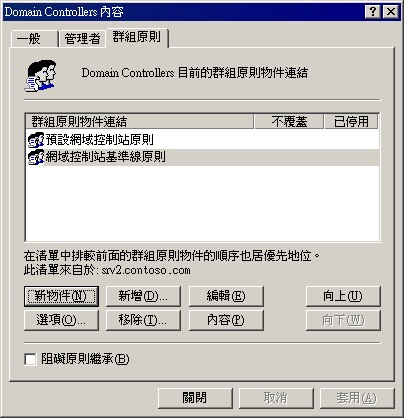 Domain Controllers 內容
一般 管理者 群組原則
Domain Controllers 目前的群組原則物件連結
群組原則物件連結 不覆蓋 已停用
預設網域控制站原則
網域控制站基準線原則
在清單中排較前面的群組原則物件的順序也居優先地位。
此清單來自於: srv2.contoso.com
新物件(N) 新增(D)... 編輯(E) 向上(U)
選項(O)... 移除(T)... 內容(P) 向下(W)
阻礙原則繼承(B)
關閉 取消 套用(A)